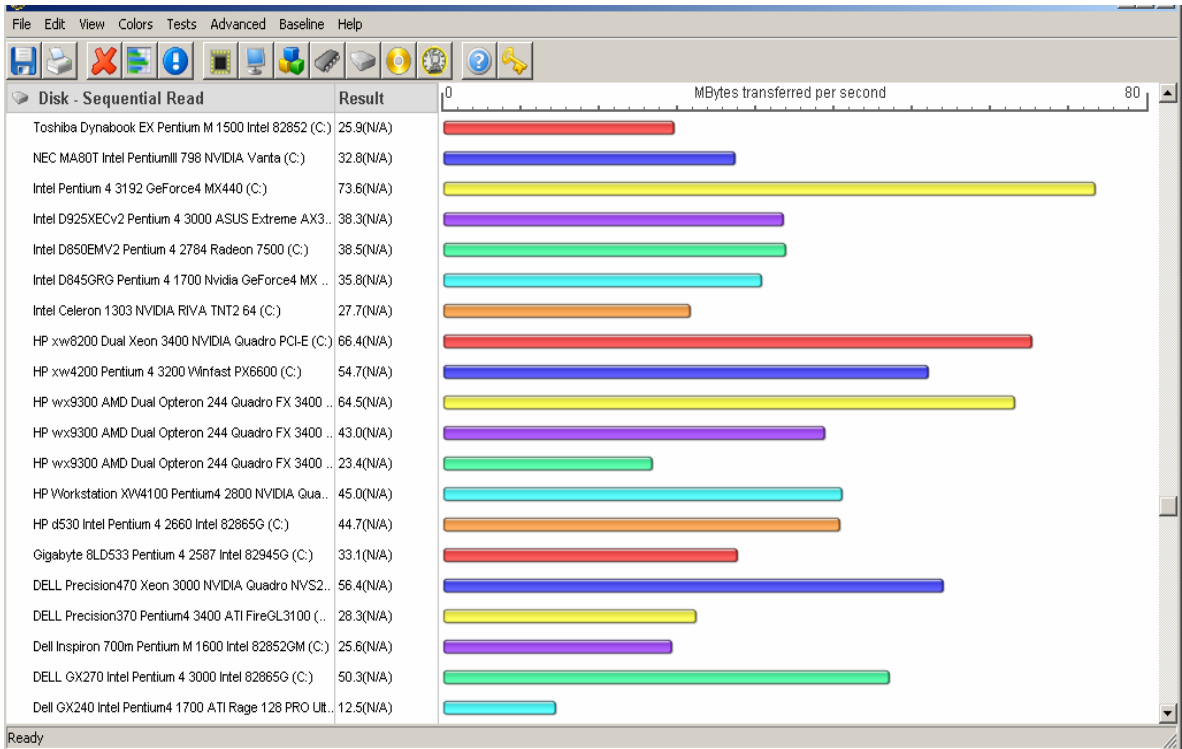 File Edit View Colors Tests Advanced Baseline Help
Disk - Sequential Read Result 0 MBytes transferred per second 80
Toshiba Dynabook EX Pentium M 1500 Intel 82852 (C:) 25.9(N/A)
NEC MA80T Intel PentiumIII 798 NVIDIA Vanta (C:) 32.8(N/A)
Intel Pentium 4 3192 GeForce4 MX440 (C:) 73.6(N/A)
Intel D925XECv2 Pentium 4 3000 ASUS Extreme AX3.. 38.3(N/A)
Intel D850EMV2 Pentium 4 2784 Radeon 7500 (C:) 38.5(N/A)
Intel D845GRG Pentium 4 1700 Nvidia GeForce4 MX .. 35.8(N/A)
Intel Celeron 1303 NVIDIA RIVA TNT2 64 (C:) 27.7(N/A)
HP xw8200 Dual Xeon 3400 NVIDIA Quadro PCI-E (C:) 66.4(N/A)
HP xw4200 Pentium 4 3200 Winfast PX6600 (C:) 54.7(N/A)
HP wx9300 AMD Dual Opteron 244 Quadro FX 3400 .. 64.5(N/A)
HP wx9300 AMD Dual Opteron 244 Quadro FX 3400 .. 43.0(N/A)
HP wx9300 AMD Dual Opteron 244 Quadro FX 3400 .. 23.4(N/A)
HP Workstation XW4100 Pentium4 2800 NVIDIA Qua.. 45.0(N/A)
HP d530 Intel Pentium 4 2660 Intel 82865G (C:) 44.7(N/A)
Gigabyte 8LD533 Pentium 4 2587 Intel 82945G (C:) 33.1(N/A)
DELL Precision470 Xeon 3000 NVIDIA Quadro NVS2.. 56.4(N/A)
DELL Precision370 Pentium4 3400 ATI FireGL3100 (.. 28.3(N/A)
Dell Inspiron 700m Pentium M 1600 Intel 82852GM (C:) 25.6(N/A)
DELL GX270 Intel Pentium 4 3000 Intel 82865G (C:) 50.3(N/A)
Dell GX240 Intel Pentium4 1700 ATI Rage 128 PRO Ult.. 12.5(N/A)
Ready